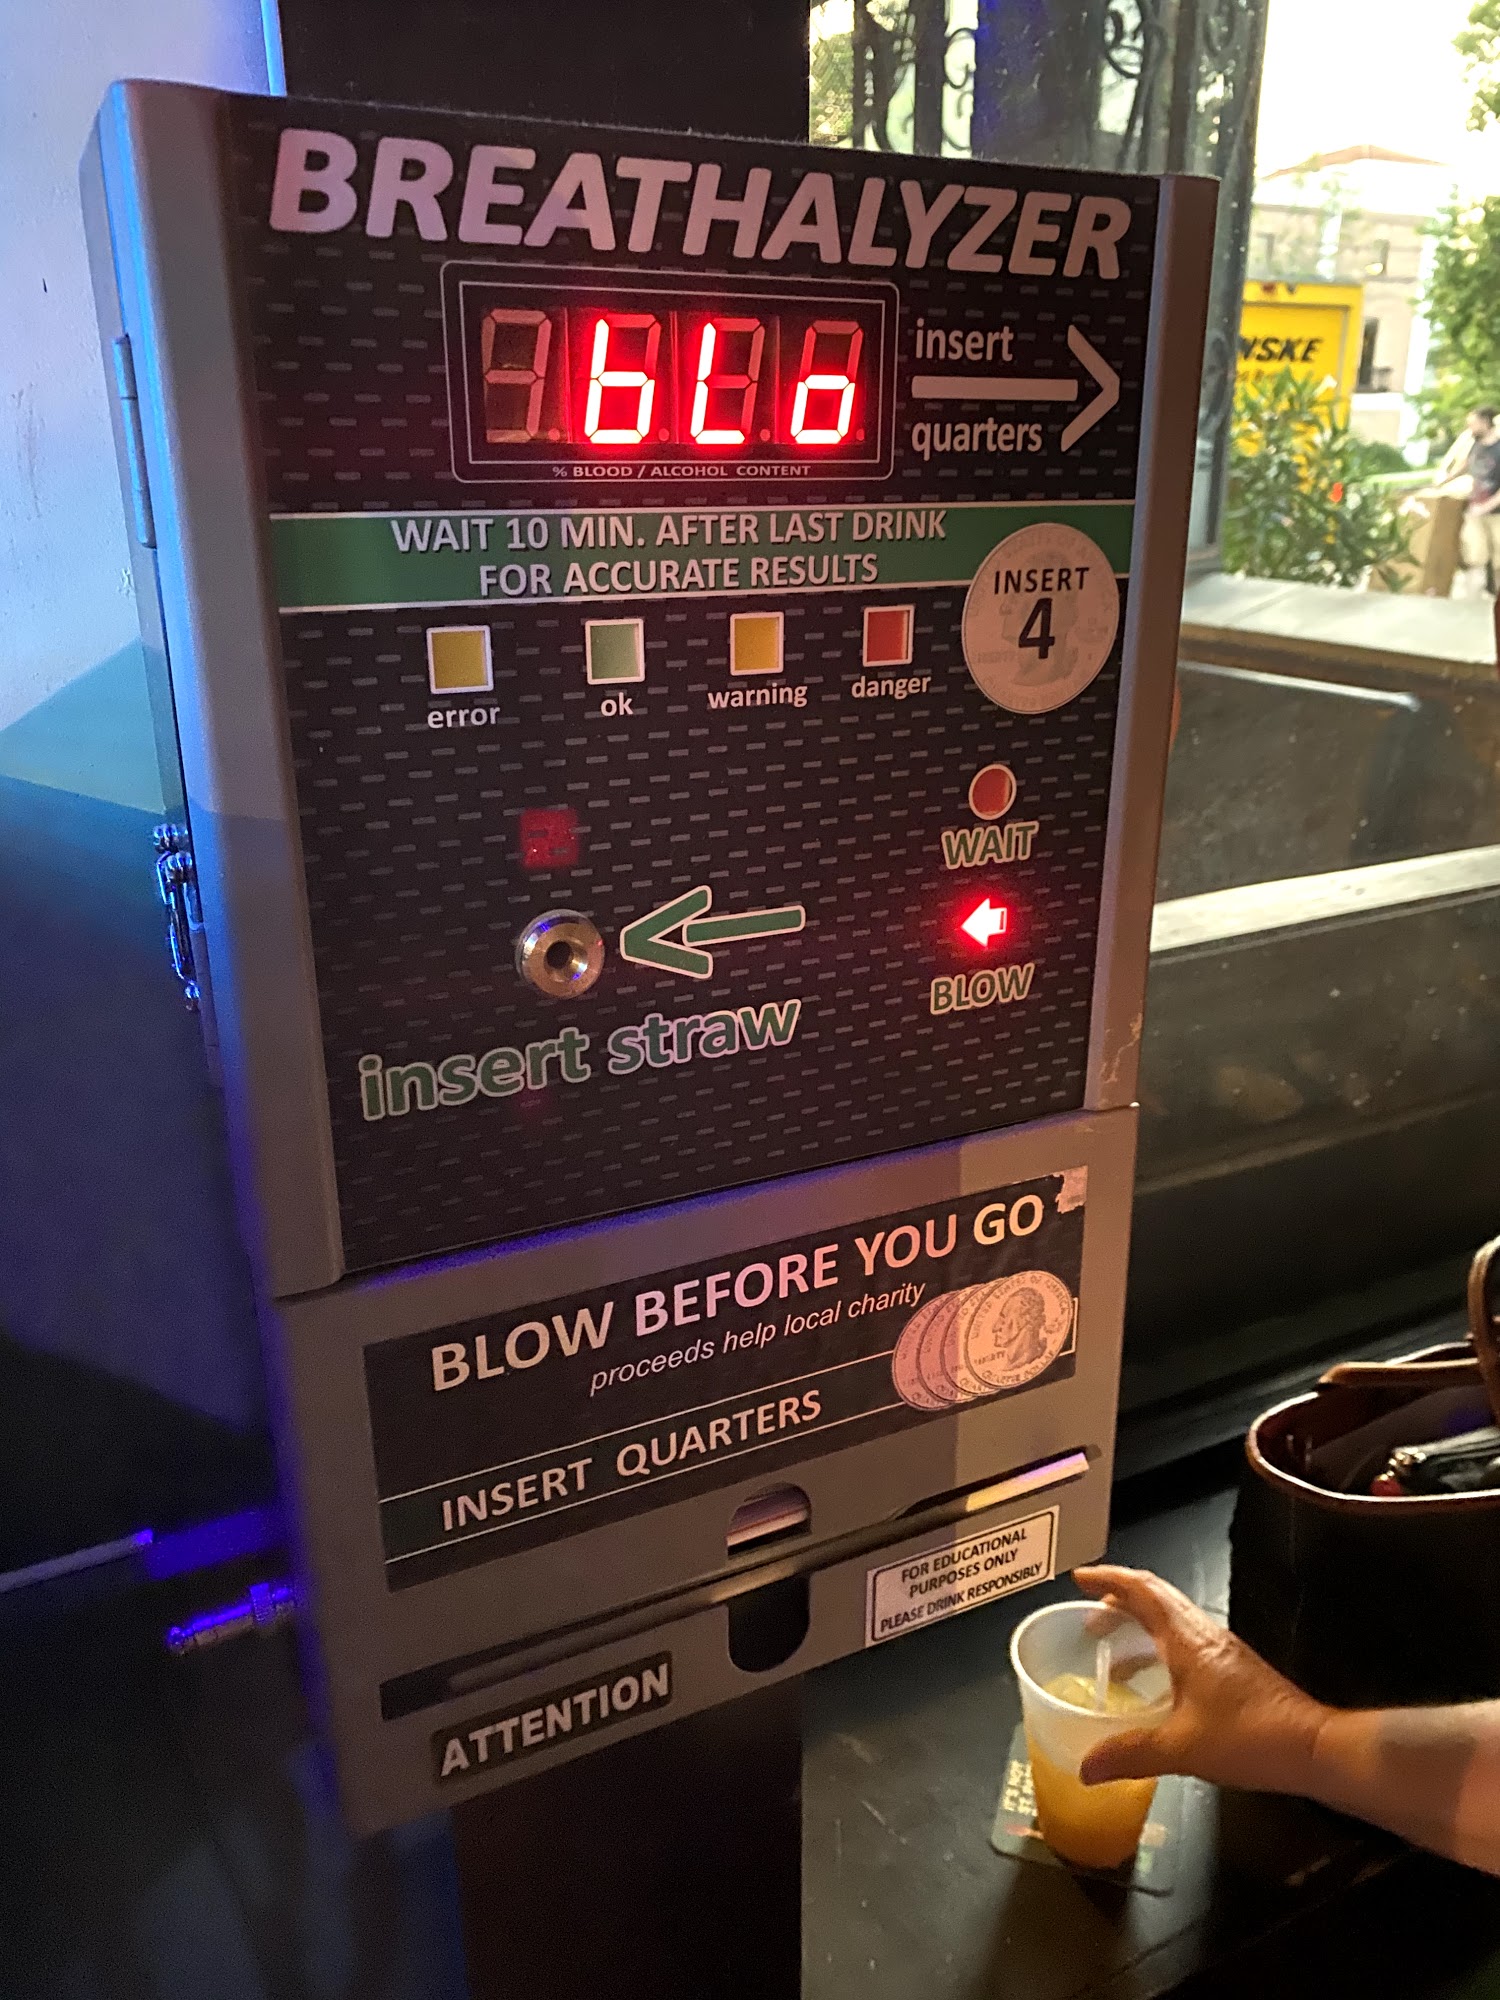 BREATHALYZER
bLo
insert
quarters
% BLOOD / ALCOHOL CONTENT
WAIT 10 MIN. AFTER LAST DRINK
FOR ACCURATE RESULTS
INSERT
4
error
ok
warning
danger
WAIT
BLOW
insert straw
BLOW BEFORE YOU GO
proceeds help local charity
INSERT QUARTERS
FOR EDUCATIONAL
PURPOSES ONLY
PLEASE DRINK RESPONSIBLY
ATTENTION
NSKE